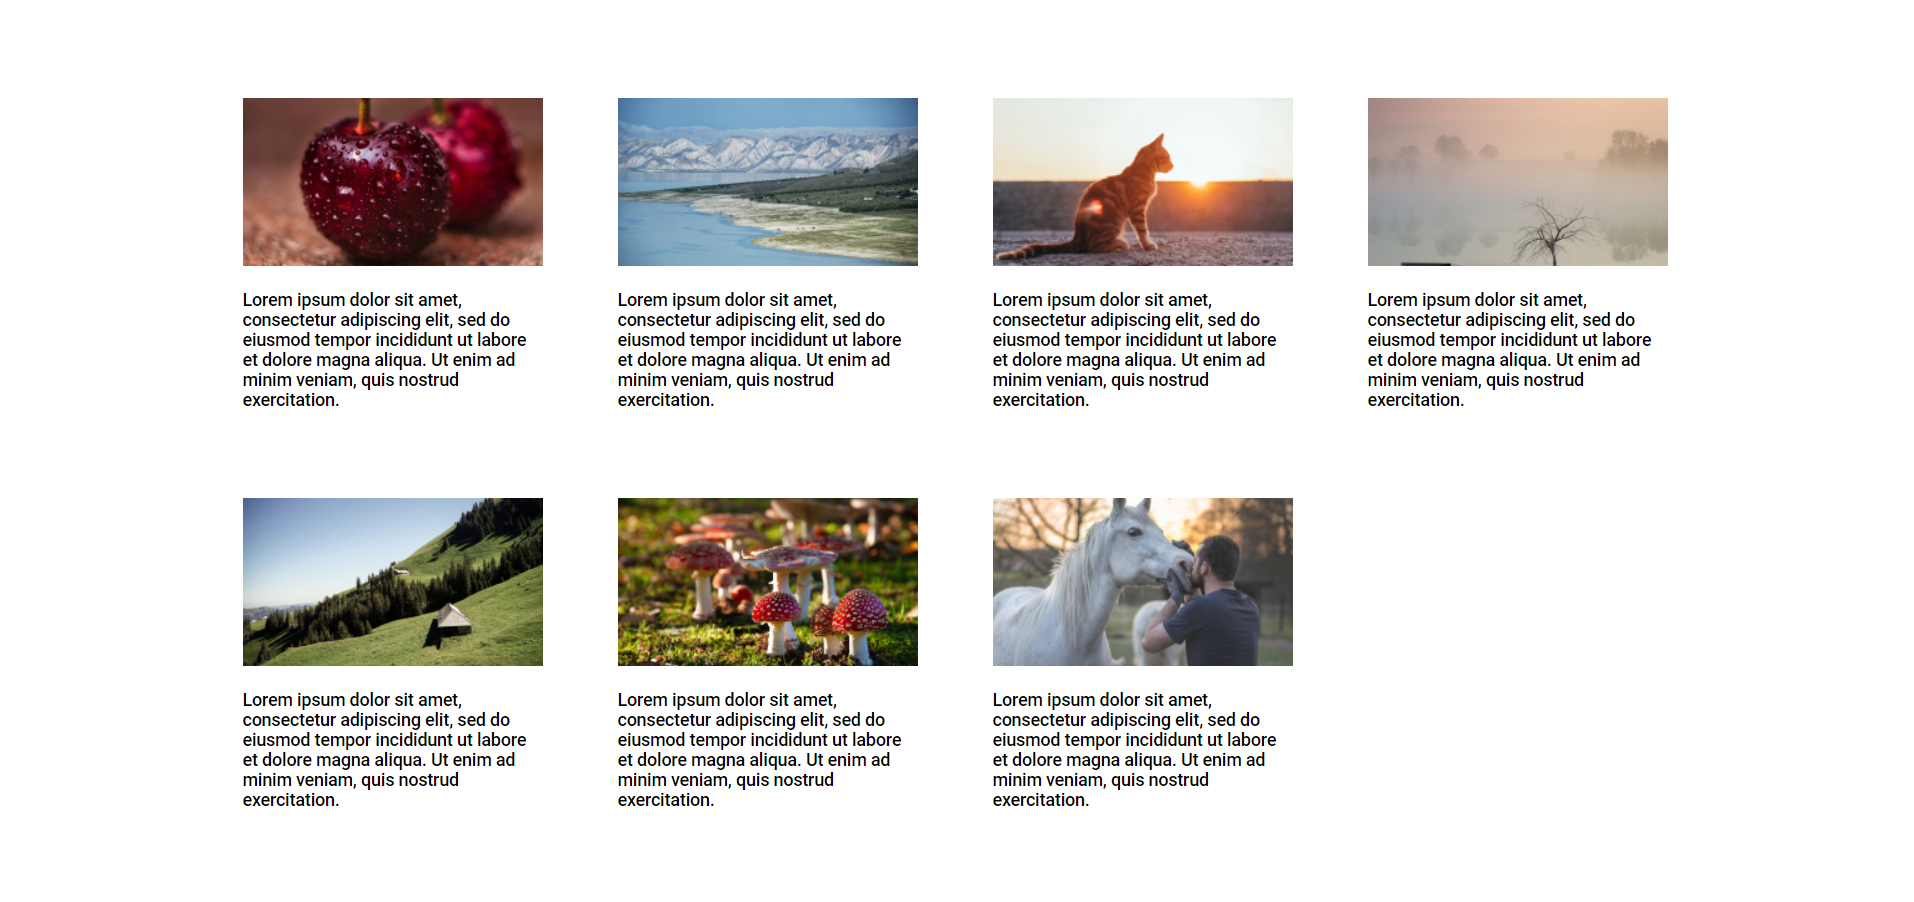 Lorem ipsum dolor sit amet,
consectetur adipiscing elit, sed do
eiusmod tempor incididunt ut labore
et dolore magna aliqua. Ut enim ad
minim veniam, quis nostrud
exercitation.
Lorem ipsum dolor sit amet,
consectetur adipiscing elit, sed do
eiusmod tempor incididunt ut labore
et dolore magna aliqua. Ut enim ad
minim veniam, quis nostrud
exercitation.
Lorem ipsum dolor sit amet,
consectetur adipiscing elit, sed do
eiusmod tempor incididunt ut labore
et dolore magna aliqua. Ut enim ad
minim veniam, quis nostrud
exercitation.
Lorem ipsum dolor sit amet,
consectetur adipiscing elit, sed do
eiusmod tempor incididunt ut labore
et dolore magna aliqua. Ut enim ad
minim veniam, quis nostrud
exercitation.
Lorem ipsum dolor sit amet,
consectetur adipiscing elit, sed do
eiusmod tempor incididunt ut labore
et dolore magna aliqua. Ut enim ad
minim veniam, quis nostrud
exercitation.
Lorem ipsum dolor sit amet,
consectetur adipiscing elit, sed do
eiusmod tempor incididunt ut labore
et dolore magna aliqua. Ut enim ad
minim veniam, quis nostrud
exercitation.
Lorem ipsum dolor sit amet,
consectetur adipiscing elit, sed do
eiusmod tempor incididunt ut labore
et dolore magna aliqua. Ut enim ad
minim veniam, quis nostrud
exercitation.